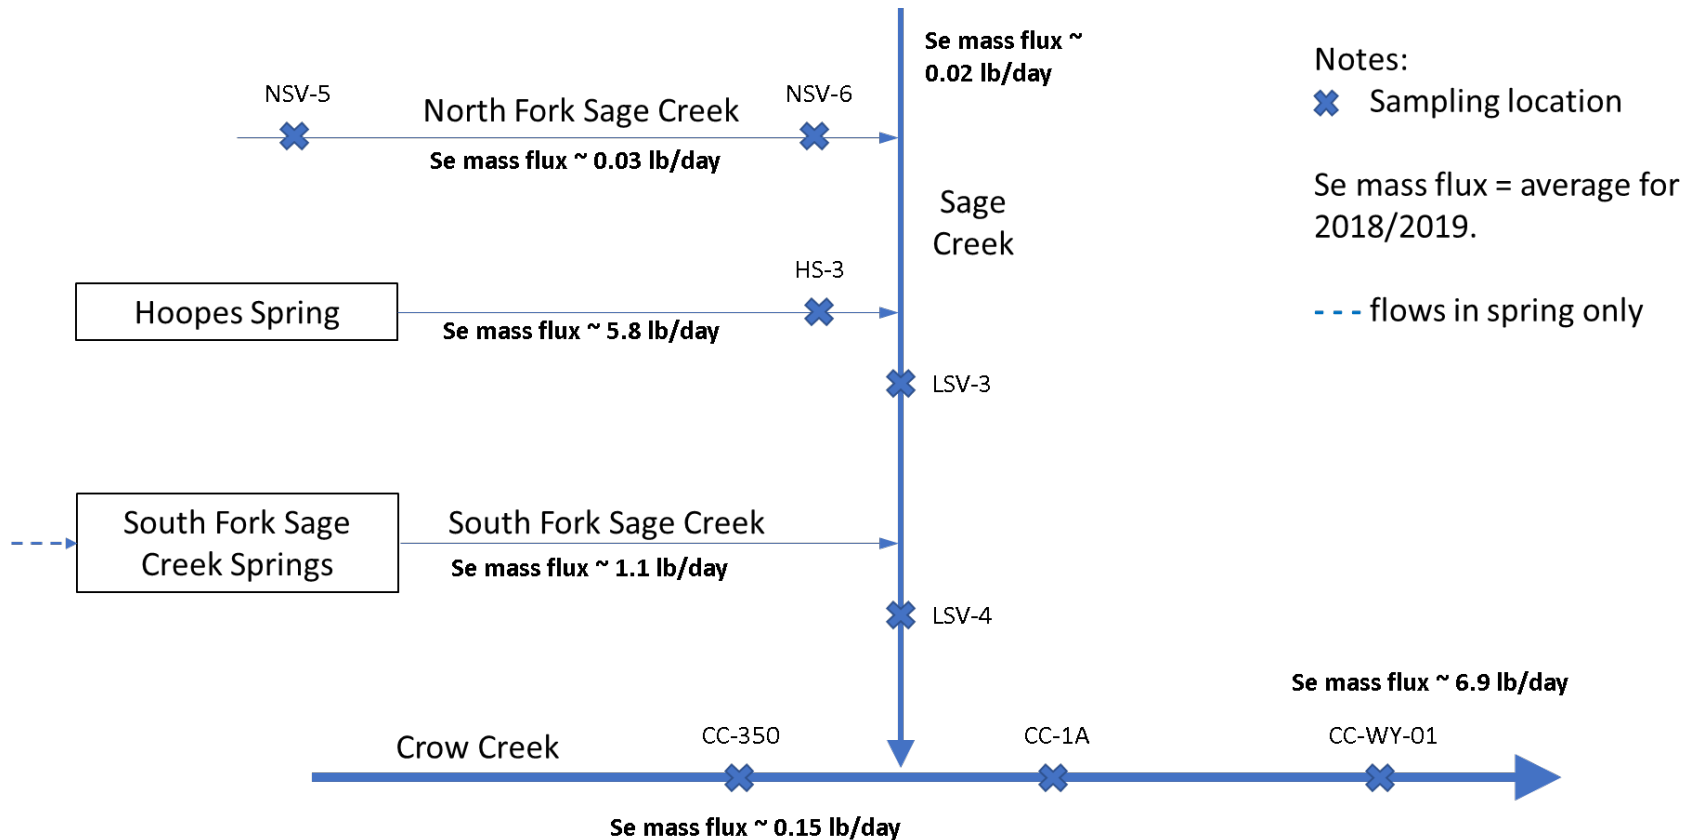 Se mass flux ~
0.02 lb/day
Notes:
Sampling location
NSV-5
NSV-6
North Fork Sage Creek
Se mass flux ~ 0.03 lb/day
Se mass flux = average for
2018/2019.
Sage
Creek
HS-3
Hoopes Spring
Se mass flux ~ 5.8 lb/day
--- flows in spring only
LSV-3
South Fork Sage
Creek Springs
South Fork Sage Creek
Se mass flux ~ 1.1 lb/day
LSV-4
Se mass flux ~ 6.9 lb/day
Crow Creek
CC-350
CC-1A
CC-WY-01
Se mass flux ~ 0.15 lb/day